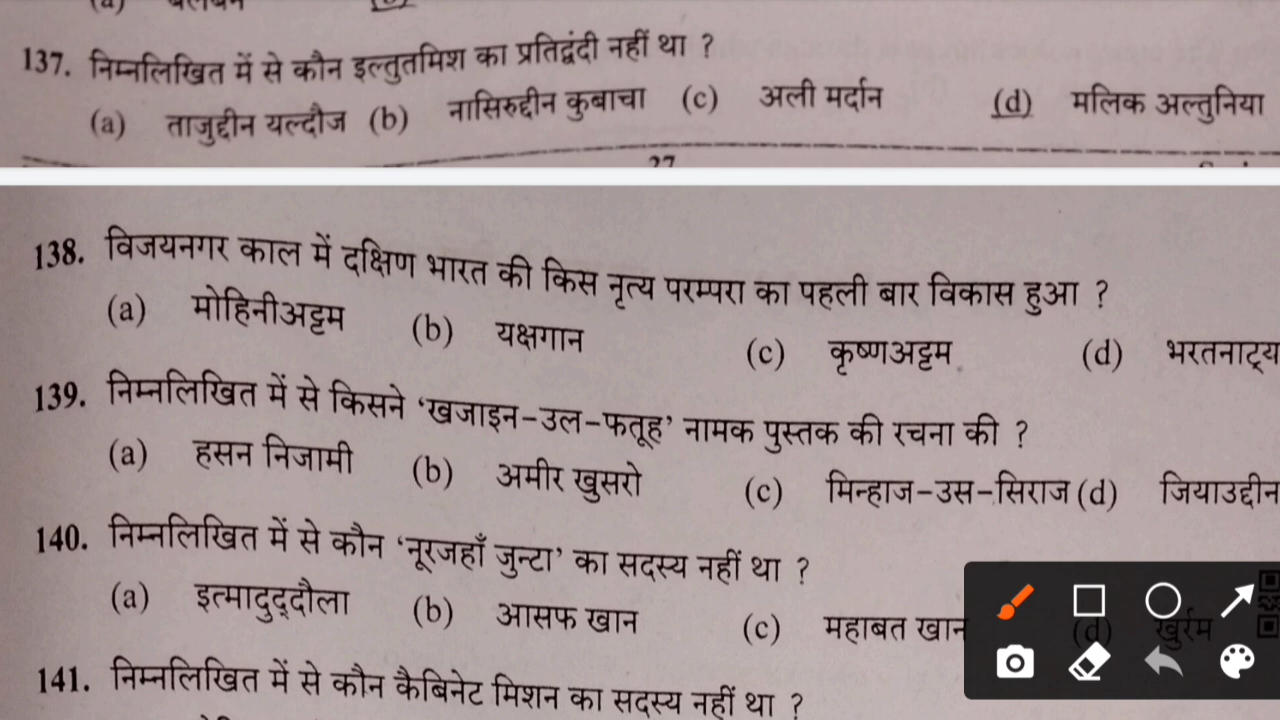 137. निम्नलिखित में से कौन इल्तुतमिश का प्रतिद्वंदी नहीं था ?
(a) ताजुद्दीन यल्दौज (b) नासिरुद्दीन कुबाचा (c) अली मर्दान (d) मलिक अल्तुनिया
27
138. विजयनगर काल में दक्षिण भारत की किस नृत्य परम्परा का पहली बार विकास हुआ ?
(a) मोहिनीअट्टम (b) यक्षगान (c) कृष्णअट्टम (d) भरतनाट्य
139. निम्नलिखित में से किसने ‘खजाइन-उल-फतूह’ नामक पुस्तक की रचना की ?
(a) हसन निजामी (b) अमीर खुसरो (c) मिन्हाज-उस-सिराज (d) जियाउद्दीन
140. निम्नलिखित में से कौन ‘नूरजहाँ जुन्टा’ का सदस्य नहीं था ?
(a) इत्मादुद्दौला (b) आसफ खान (c) महाबत खान (d) खुर्रम
141. निम्नलिखित में से कौन कैबिनेट मिशन का सदस्य नहीं था ?